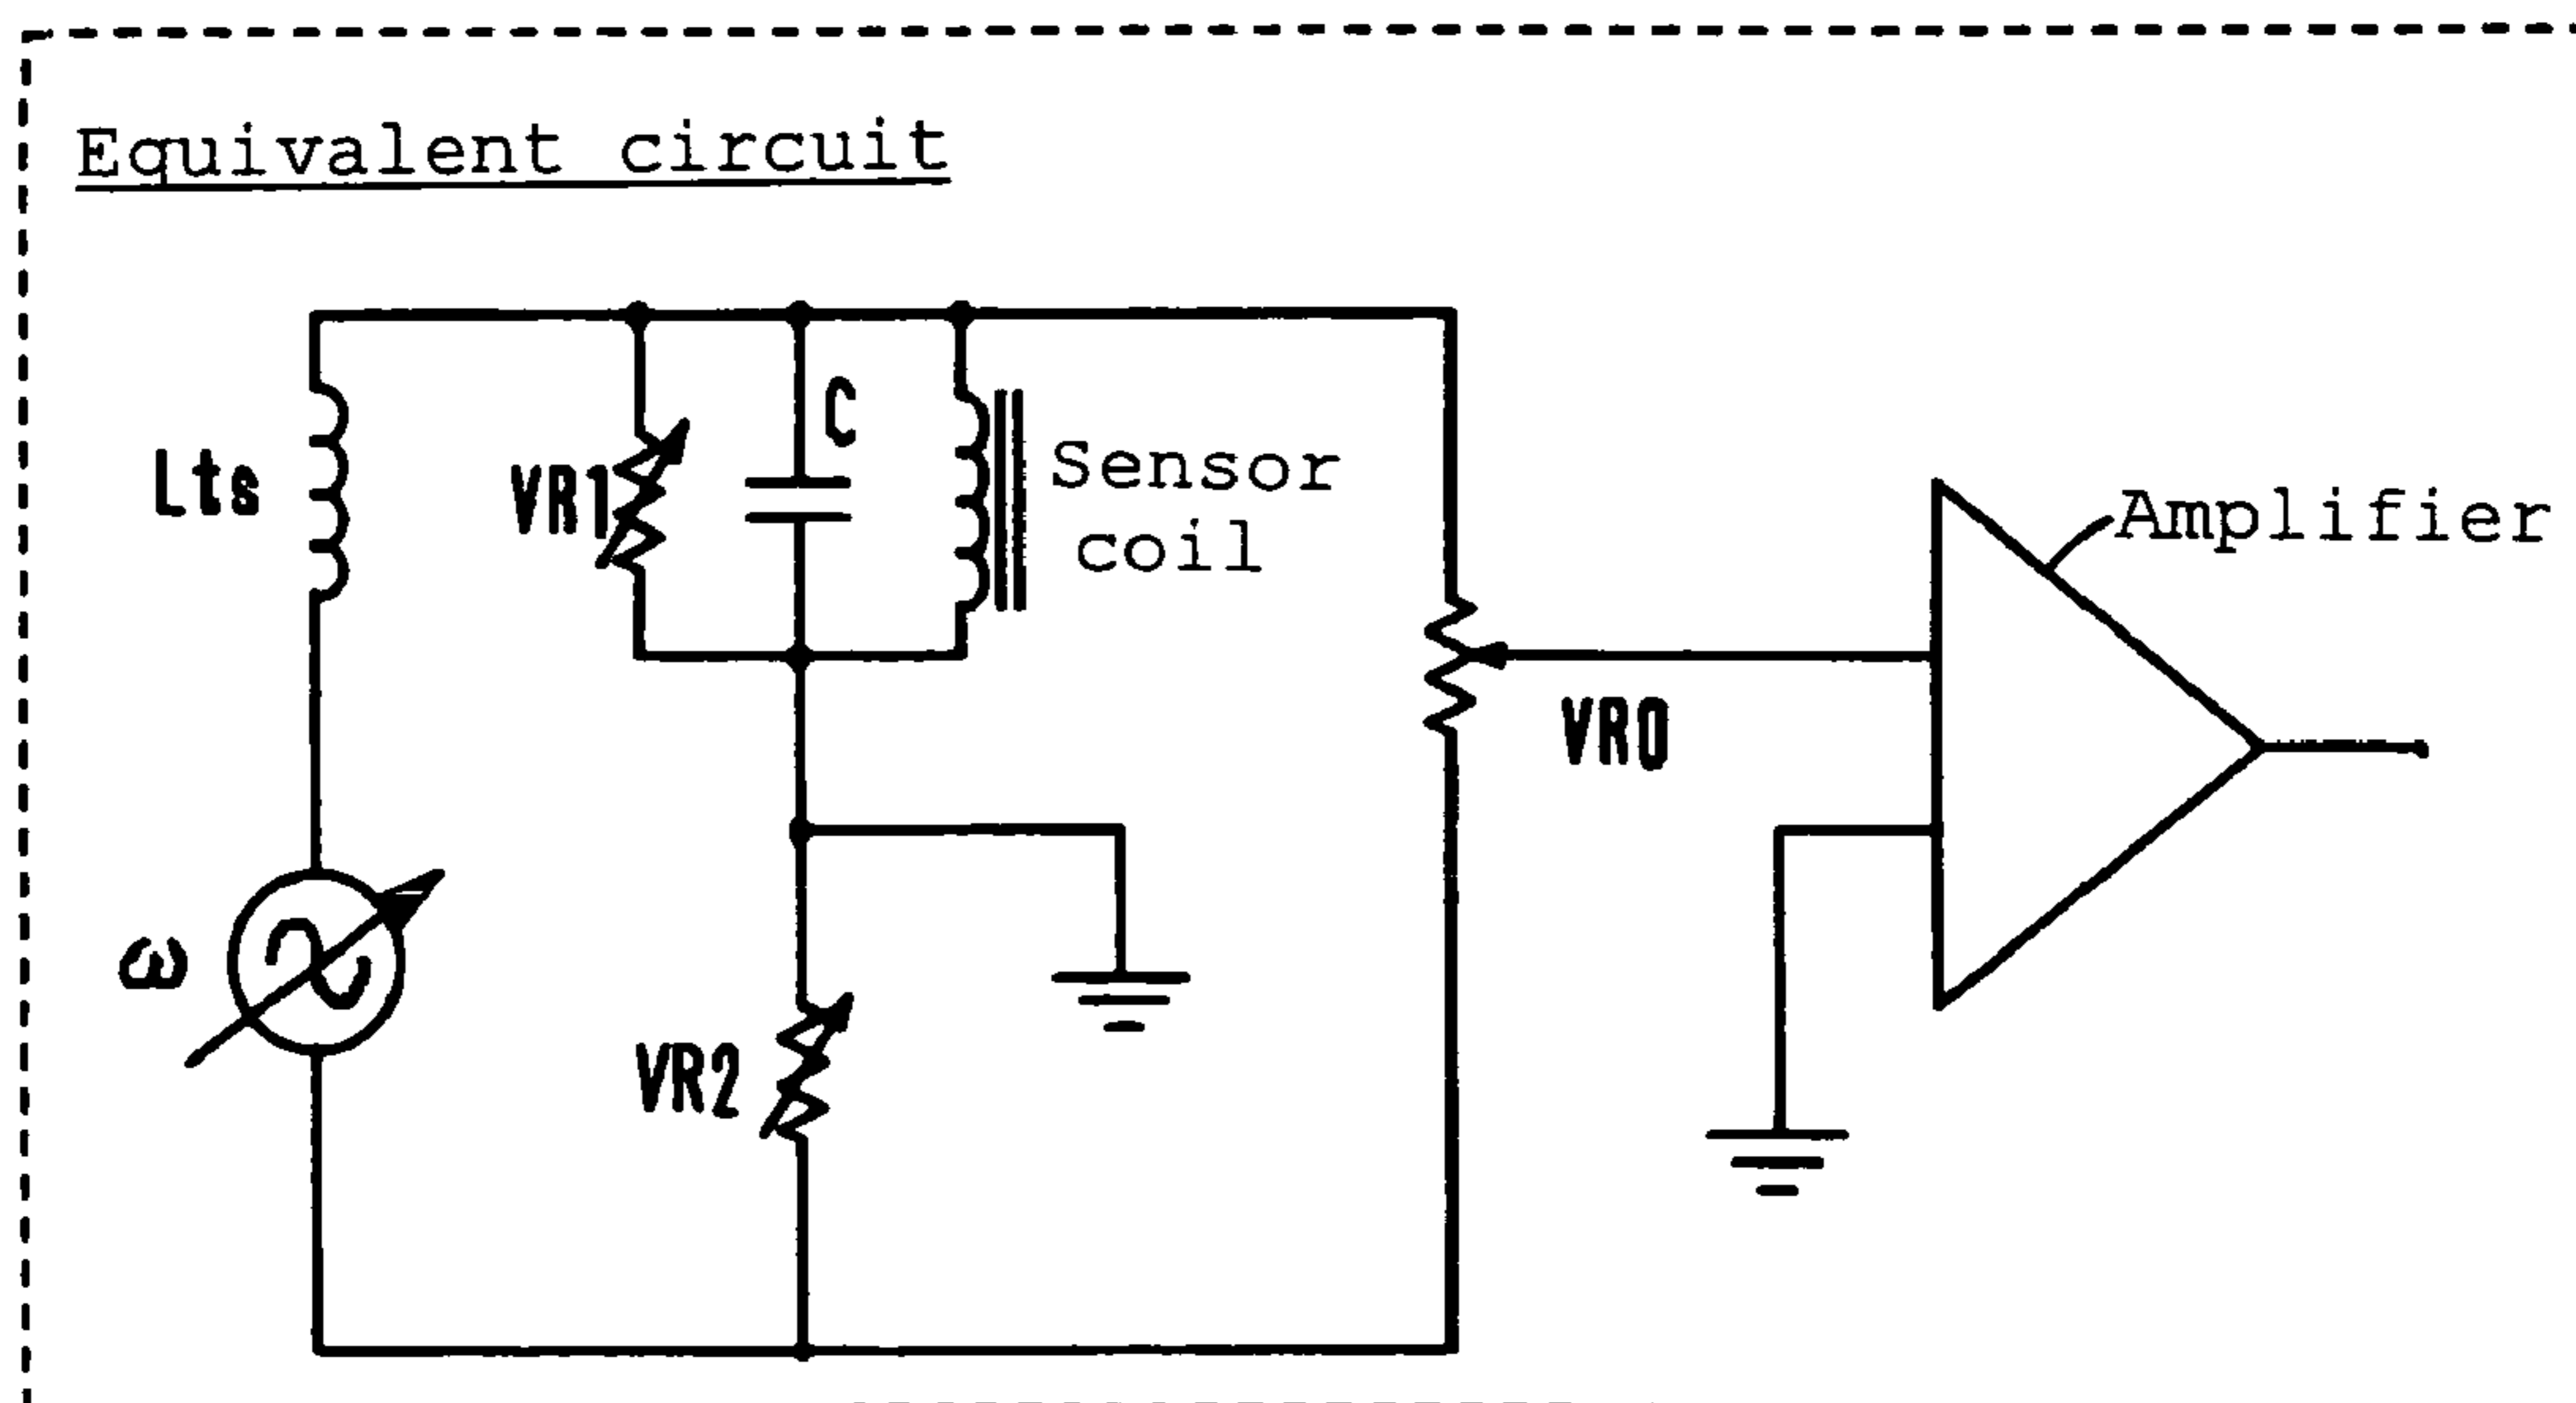 Equivalent circuit
Lts
VR1
C
Sensor
coil
Amplifier
VR0
ω
VR2